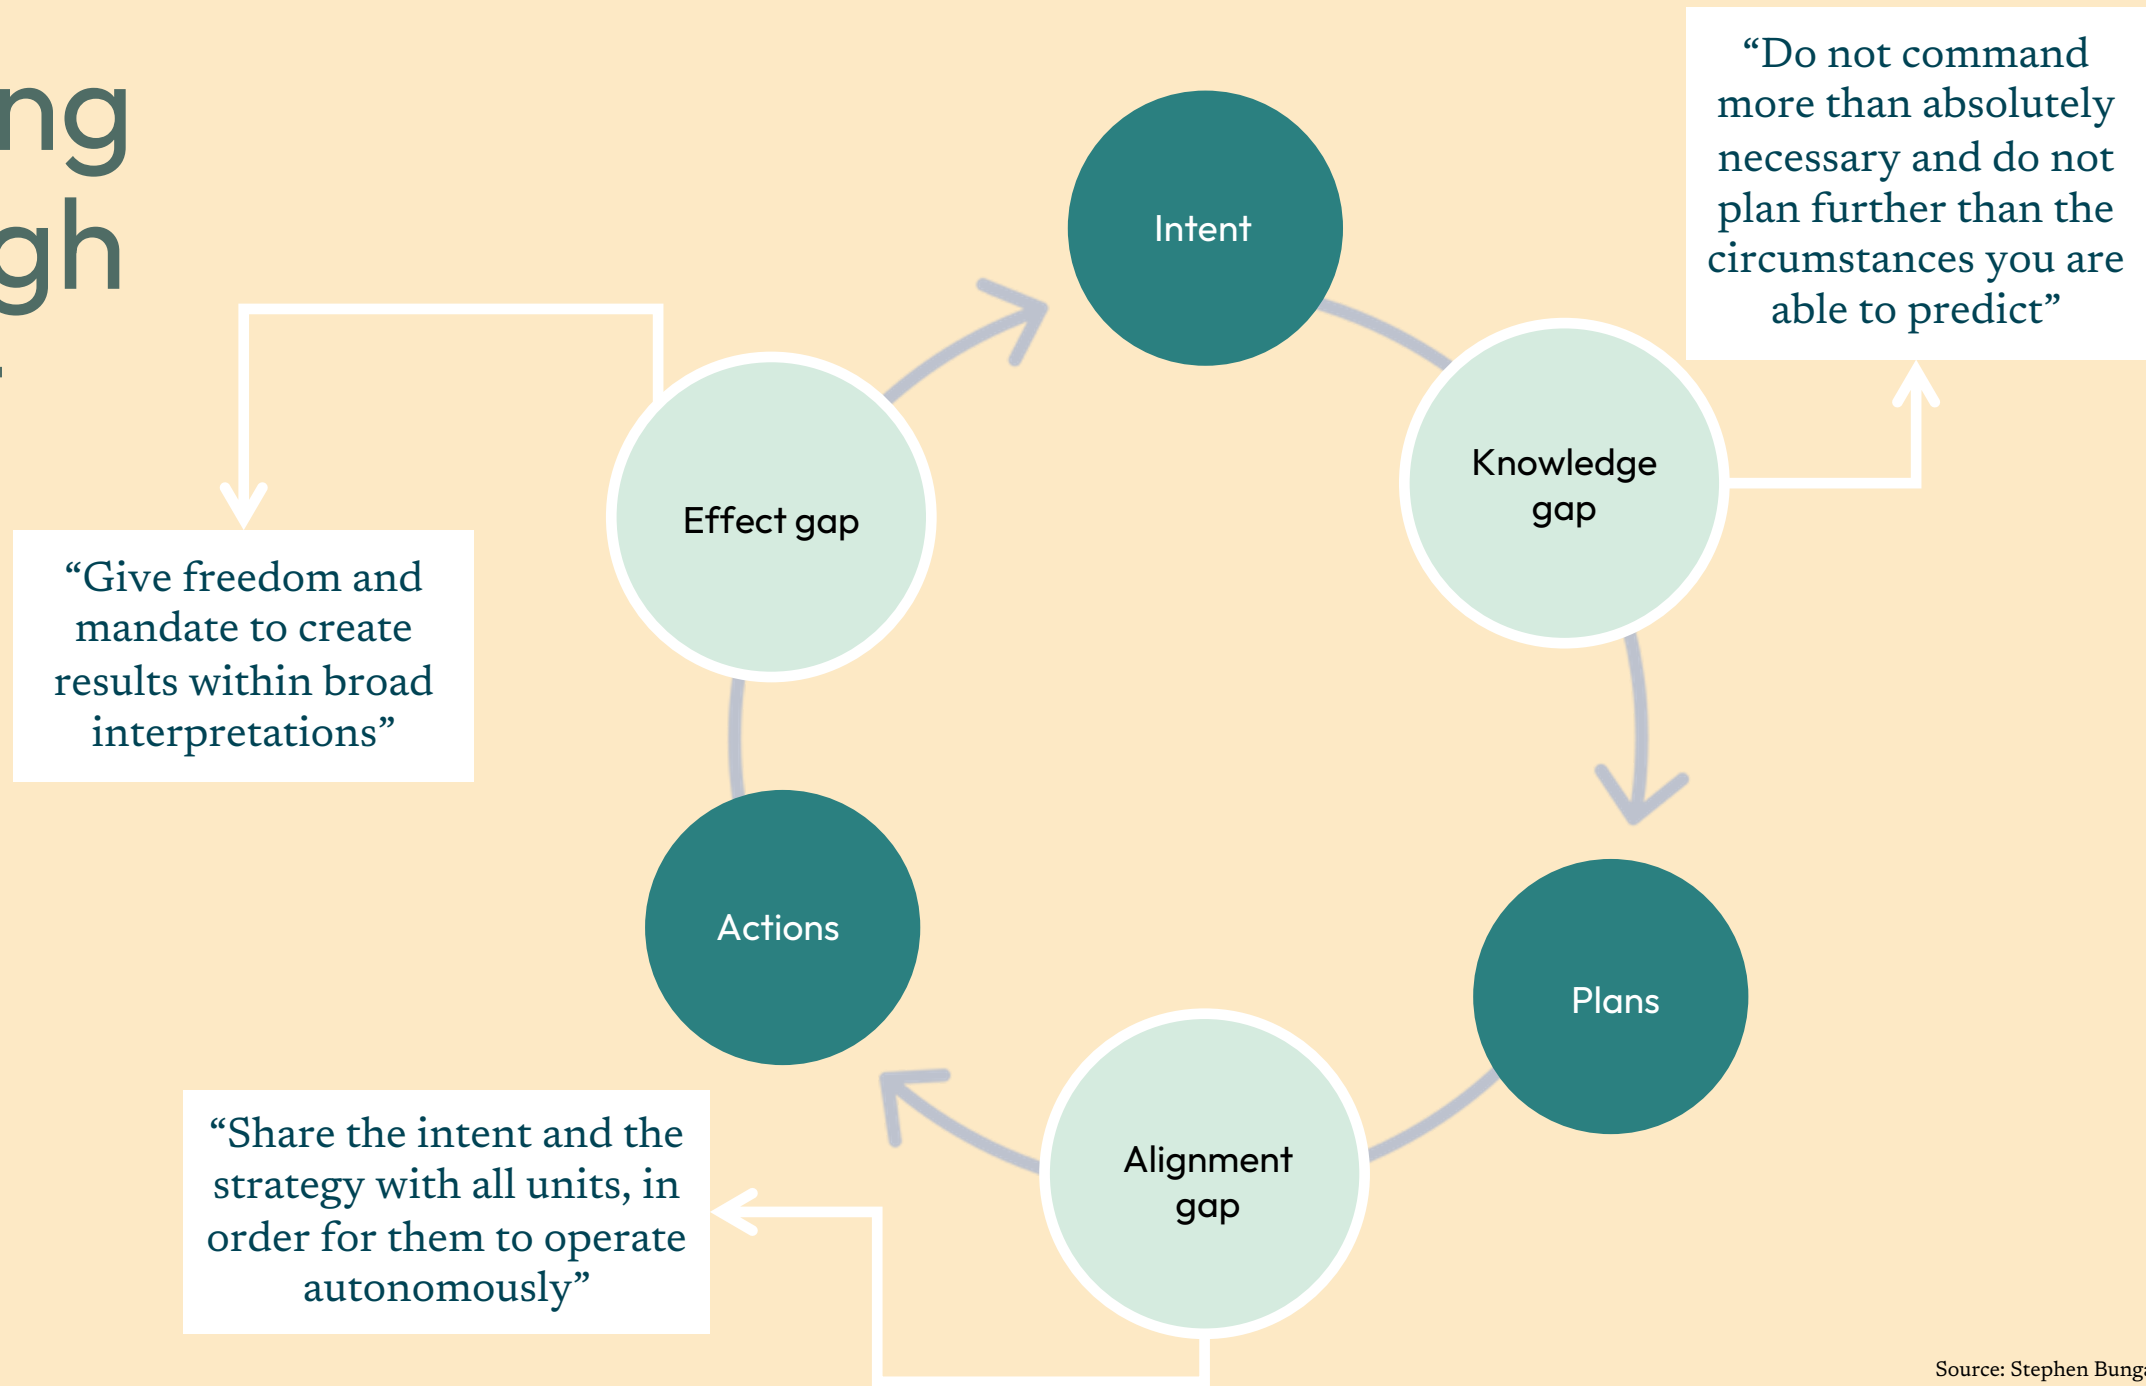 ng
gh
“Do not command
more than absolutely
necessary and do not
plan further than the
circumstances you are
able to predict”
Intent
Knowledge
gap
Effect gap
“Give freedom and
mandate to create
results within broad
interpretations”
Actions
Plans
Alignment
gap
“Share the intent and the
strategy with all units, in
order for them to operate
autonomously”
Source: Stephen Bunga